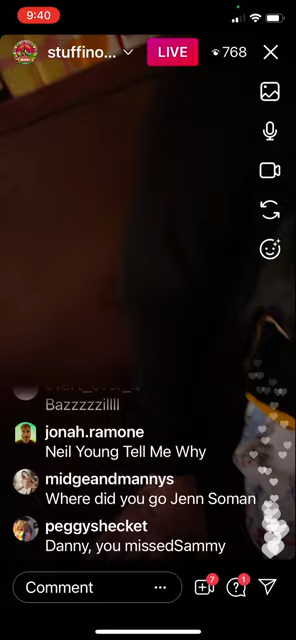 9:40
stuffino...
LIVE
768
Bazzzzzillll
jonah.ramone
Neil Young Tell Me Why
midgeandmannys
Where did you go Jenn Soman
peggyshecket
Danny, you missedSammy
Comment
7
1